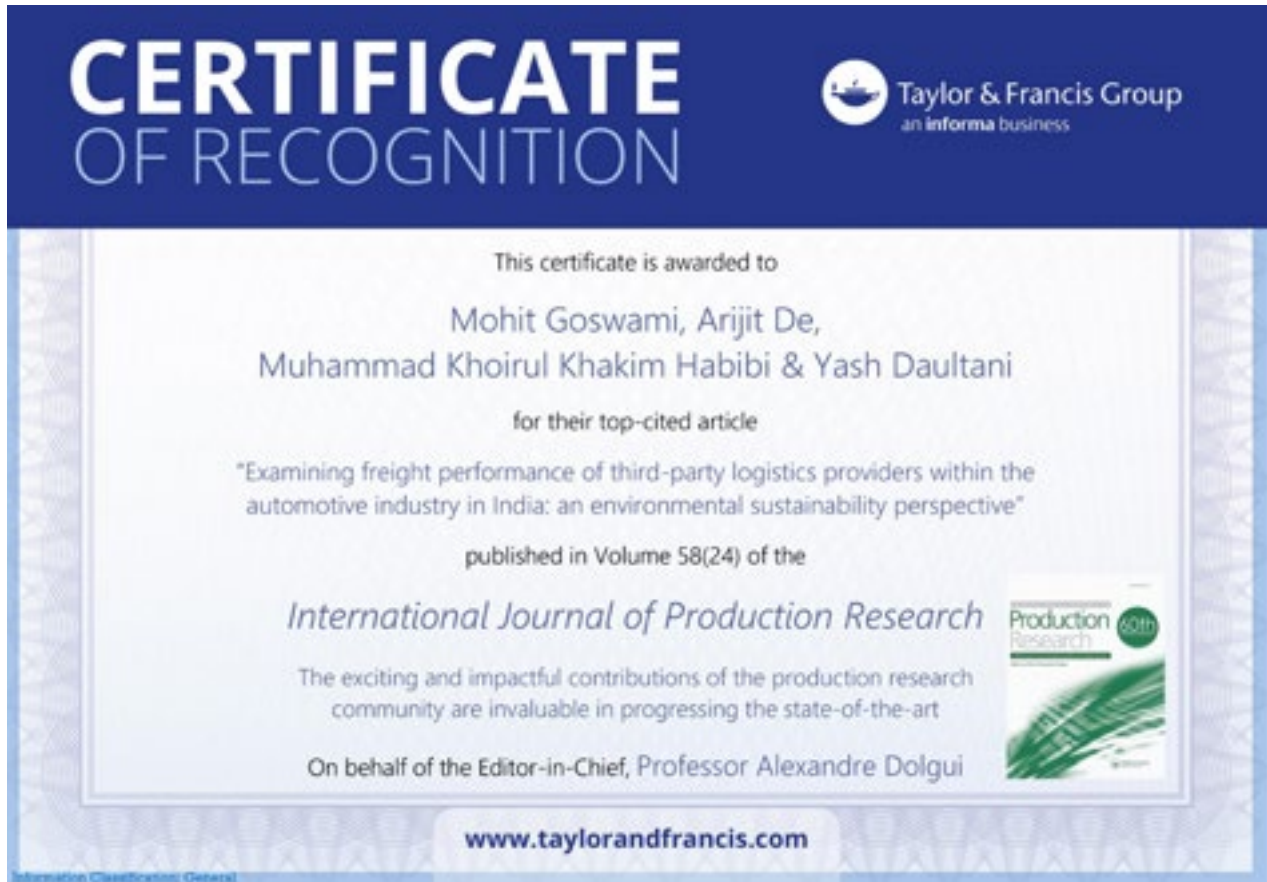 CERTIFICATE
OF RECOGNITION
Taylor & Francis Group
an informa business
This certificate is awarded to
Mohit Goswami, Arijit De,
Muhammad Khoirul Khakim Habibi & Yash Daultani
for their top-cited article
"Examining freight performance of third-party logistics providers within the
automotive industry in India: an environmental sustainability perspective"
published in Volume 58(24) of the
International Journal of Production Research
Production
Research
60th
The exciting and impactful contributions of the production research
community are invaluable in progressing the state-of-the-art
On behalf of the Editor-in-Chief, Professor Alexandre Dolgui
www.taylorandfrancis.com
Information Classification: General